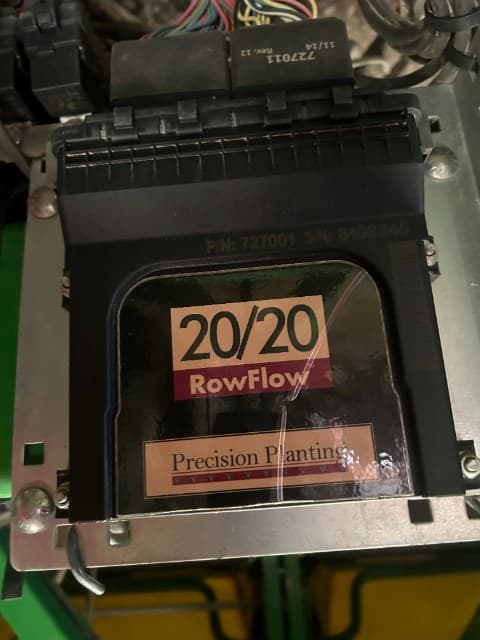 727011
Rev. 12
11/14
P/N: 727001 S/N:
20/20
RowFlow
Precision Planting